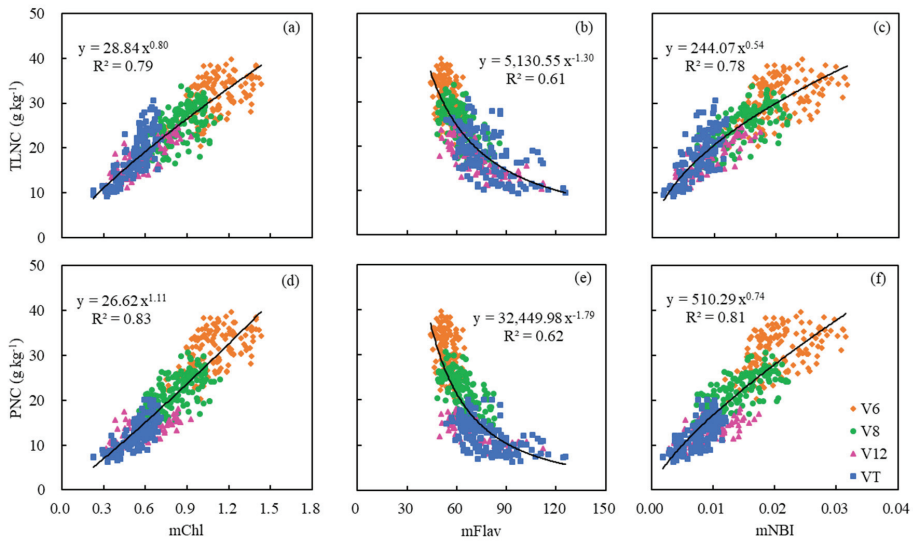 (a)
y = 28.84 x^0.80
R² = 0.79
TLNC (g kg⁻¹)
50
40
30
20
10
0
(b)
y = 5,130.55 x^-1.30
R² = 0.61
(c)
y = 244.07 x^0.54
R² = 0.78
(d)
y = 26.62 x^1.11
R² = 0.83
PNC (g kg⁻¹)
50
40
30
20
10
0
0.0 0.3 0.6 0.9 1.2 1.5 1.8
mChl
(e)
y = 32,449.98 x^-1.79
R² = 0.62
0 30 60 90 120 150
mFlav
(f)
y = 510.29 x^0.74
R² = 0.81
V6
V8
V12
VT
0.00 0.01 0.02 0.03 0.04
mNBI